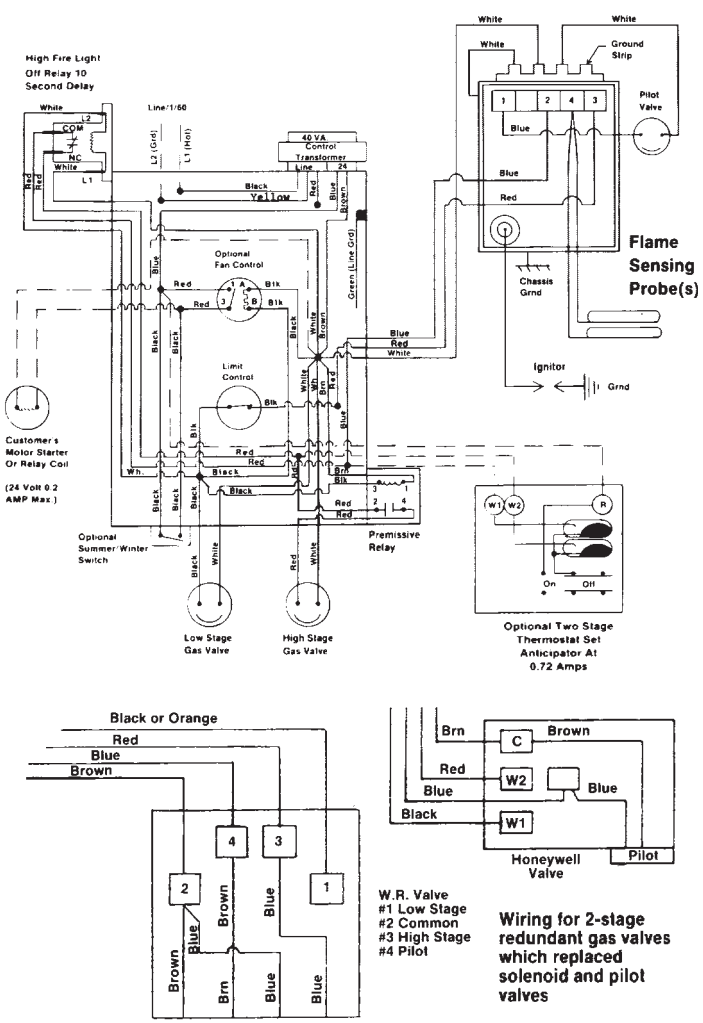 High Fire Light
Off Relay 10
Second Delay
White
L2
COM
NC
White
L1
Red
Red
Line/1/60
L2 (Grd)
L1 (Hot)
40 VA
Control
Transformer
Line
24
Black
Yellow
Red
Blue
Brown
Green (Line Grd)
Blue
Optional
Fan Control
Red
1
A
Blk
Red
3
B
Blk
Black
White
Brown
Black
Black
Limit
Control
Blk
White
Wh.
Brn
Red
Blue
Blk
Blue
Red
White
Customer's
Motor Starter
Or Relay Coil
(24 Volt 0.2
AMP Max.)
Red
Red
Wh.
Black
Black
Red
Brn
Blk
3
1
2
4
Red
Red
Premissive
Relay
Black
Black
Optional
Summer/Winter
Switch
Black
White
Red
White
Low Stage
Gas Valve
High Stage
Gas Valve
White
White
White
Ground
Strip
1
2
4
3
Pilot
Valve
Blue
Blue
Red
Chassis
Grnd
Flame
Sensing
Probe(s)
Ignitor
Grnd
W1
W2
R
On
Off
Optional Two Stage
Thermostat Set
Anticipator At
0.72 Amps
Black or Orange
Red
Blue
Brown
4
3
2
1
Brown
Blue
Blue
Brown
Brn
Blue
Blue
Brn
C
Brown
Red
W2
Blue
Blue
Black
W1
Pilot
Honeywell
Valve
W.R. Valve
#1 Low Stage
#2 Common
#3 High Stage
#4 Pilot
Wiring for 2-stage
redundant gas valves
which replaced
solenoid and pilot
valves